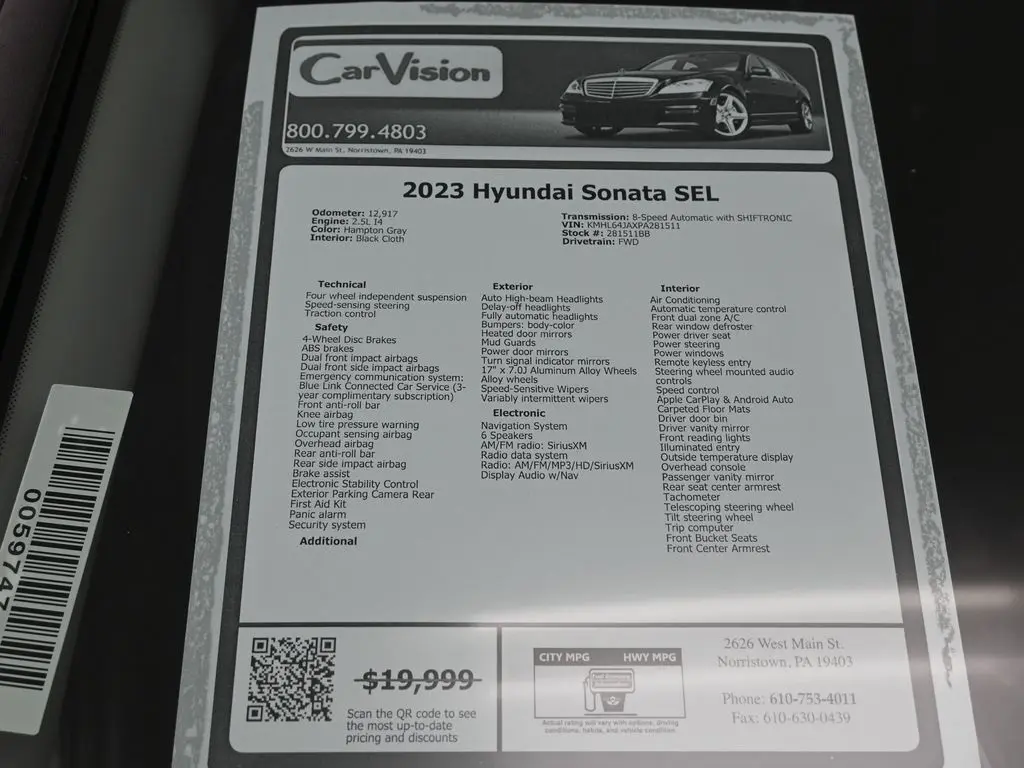 CarVision
800.799.4803
2626 W Main St, Norristown, PA 19403
2023 Hyundai Sonata SEL
Odometer: 12,917
Engine: 2.5L I4
Color: Hampton Gray
Interior: Black Cloth
Transmission: 8-Speed Automatic with SHIFTRONIC
VIN: KMHL64JAXPA281511
Stock #: 281511BB
Drivetrain: FWD
Technical
Four wheel independent suspension
Speed-sensing steering
Traction control
Safety
4-Wheel Disc Brakes
ABS brakes
Dual front impact airbags
Dual front side impact airbags
Emergency communication system:
Blue Link Connected Car Service (3-
year complimentary subscription)
Front anti-roll bar
Knee airbag
Low tire pressure warning
Occupant sensing airbag
Overhead airbag
Rear anti-roll bar
Rear side impact airbag
Brake assist
Electronic Stability Control
Exterior Parking Camera Rear
First Aid Kit
Panic alarm
Security system
Additional
Exterior
Auto High-beam Headlights
Delay-off headlights
Fully automatic headlights
Bumpers: body-color
Heated door mirrors
Mud Guards
Power door mirrors
Turn signal indicator mirrors
17" x 7.0J Aluminum Alloy Wheels
Alloy wheels
Speed-Sensitive Wipers
Variably intermittent wipers
Electronic
Navigation System
6 Speakers
AM/FM radio: SiriusXM
Radio data system
Radio: AM/FM/MP3/HD/SiriusXM
Display Audio w/Nav
Interior
Air Conditioning
Automatic temperature control
Front dual zone A/C
Rear window defroster
Power driver seat
Power steering
Power windows
Remote keyless entry
Steering wheel mounted audio
controls
Speed control
Apple CarPlay & Android Auto
Carpeted Floor Mats
Driver door bin
Driver vanity mirror
Front reading lights
Illuminated entry
Outside temperature display
Overhead console
Passenger vanity mirror
Rear seat center armrest
Tachometer
Telescoping steering wheel
Tilt steering wheel
Trip computer
Front Bucket Seats
Front Center Armrest
0059747
$19,999
Scan the QR code to see
the most up-to-date
pricing and discounts
CITY MPG HWY MPG
Actual rating will vary with options, driving
conditions, habits, and vehicle condition.
2626 West Main St.
Norristown, PA 19403
Phone: 610-753-4011
Fax: 610-630-0439